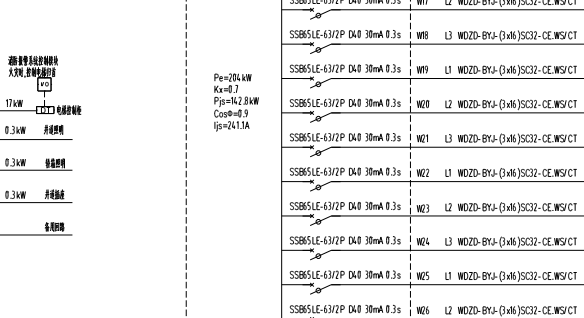 消防报警系统控制模块
火灾时,控制电梯归首
I/O
17kW 电梯控制柜
0.3kW 井道照明
0.3kW 轿箱照明
0.3kW 井道插座
备用回路
Pe=204kW
Kx=0.7
Pjs=142.8kW
CosΦ=0.9
Ijs=241.1A
SSB65LE-63/2P D40 30mA 0.3s W17 L2 WDZD-BYJ-(3x16)SC32-CE.WS/CT
SSB65LE-63/2P D40 30mA 0.3s W18 L3 WDZD-BYJ-(3x16)SC32-CE.WS/CT
SSB65LE-63/2P D40 30mA 0.3s W19 L1 WDZD-BYJ-(3x16)SC32-CE.WS/CT
SSB65LE-63/2P D40 30mA 0.3s W20 L2 WDZD-BYJ-(3x16)SC32-CE.WS/CT
SSB65LE-63/2P D40 30mA 0.3s W21 L3 WDZD-BYJ-(3x16)SC32-CE.WS/CT
SSB65LE-63/2P D40 30mA 0.3s W22 L1 WDZD-BYJ-(3x16)SC32-CE.WS/CT
SSB65LE-63/2P D40 30mA 0.3s W23 L2 WDZD-BYJ-(3x16)SC32-CE.WS/CT
SSB65LE-63/2P D40 30mA 0.3s W24 L3 WDZD-BYJ-(3x16)SC32-CE.WS/CT
SSB65LE-63/2P D40 30mA 0.3s W25 L1 WDZD-BYJ-(3x16)SC32-CE.WS/CT
SSB65LE-63/2P D40 30mA 0.3s W26 L2 WDZD-BYJ-(3x16)SC32-CE.WS/CT